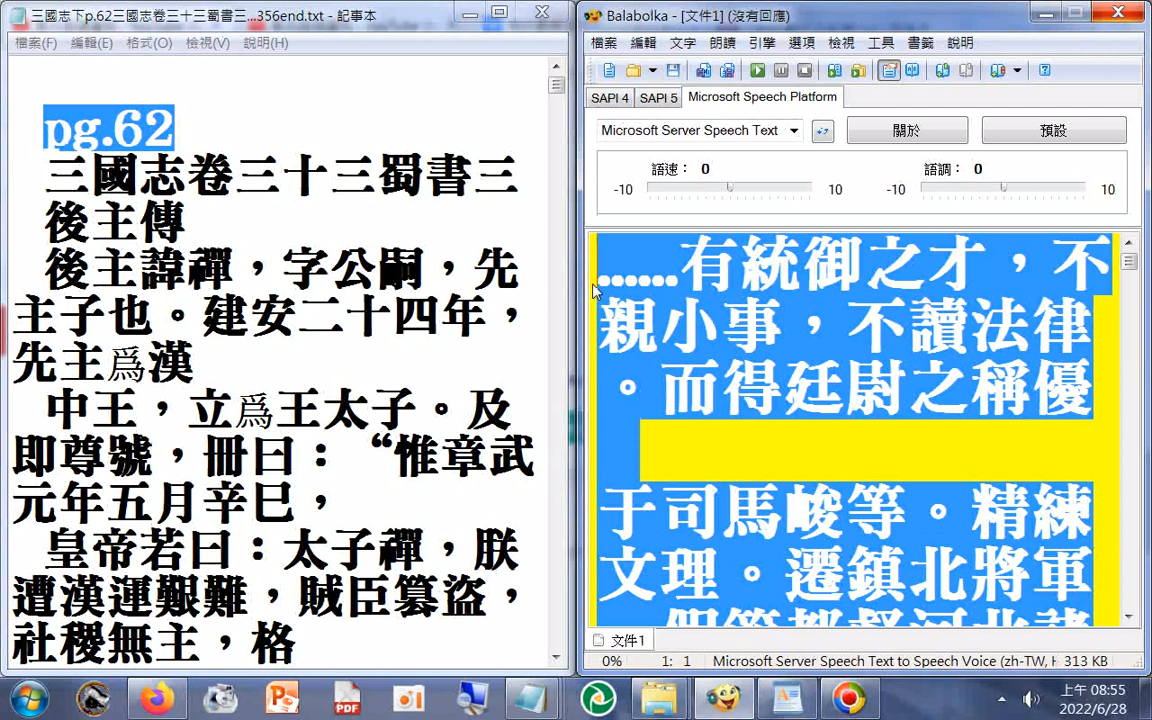 三國志下p.62三國志卷三十三蜀書三...356end.txt - 記事本
檔案(F) 編輯(E) 格式(O) 檢視(V) 說明(H)
pg.62
三國志卷三十三蜀書三
後主傳
後主諱禪，字公嗣，先
主子也。建安二十四年，
先主爲漢
中王，立爲王太子。及
即尊號，冊曰：“惟章武
元年五月辛巳，
皇帝若曰：太子禪，朕
遭漢運艱難，賊臣篡盜，
社稷無主，格
Balabolka - [文件1] (沒有回應)
檔案 編輯 文字 朗讀 引擎 選項 檢視 工具 書籤 說明
SAPI 4 SAPI 5 Microsoft Speech Platform
Microsoft Server Speech Text 關於 預設
語速： 0 語調： 0
-10 10 -10 10
......有統御之才，不
親小事，不讀法律
。而得廷尉之稱優
于司馬峻等。精練
文理。遷鎮北將軍
，假節都督河北諸
文件1
0% 1: 1 Microsoft Server Speech Text to Speech Voice (zh-TW, H 313 KB
PDF
上午 08:55
2022/6/28